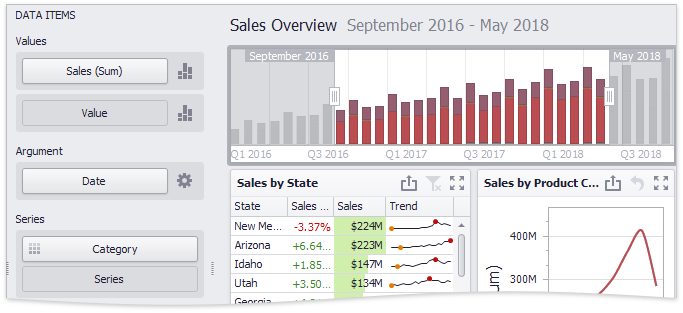 DATA ITEMS
Values
Sales (Sum)
Value
Argument
Date
Series
Category
Series
Sales Overview September 2016 - May 2018
September 2016 May 2018
Q1 2016 Q3 2016 Q1 2017 Q3 2017 Q1 2018 Q3 2018
Sales by State
State Sales ... Sales Trend
New Me... -3.37% $224M
Arizona +6.64... $223M
Idaho +1.85... $147M
Utah +3.50... $134M
Georgia
Sales by Product C...
400M
300M